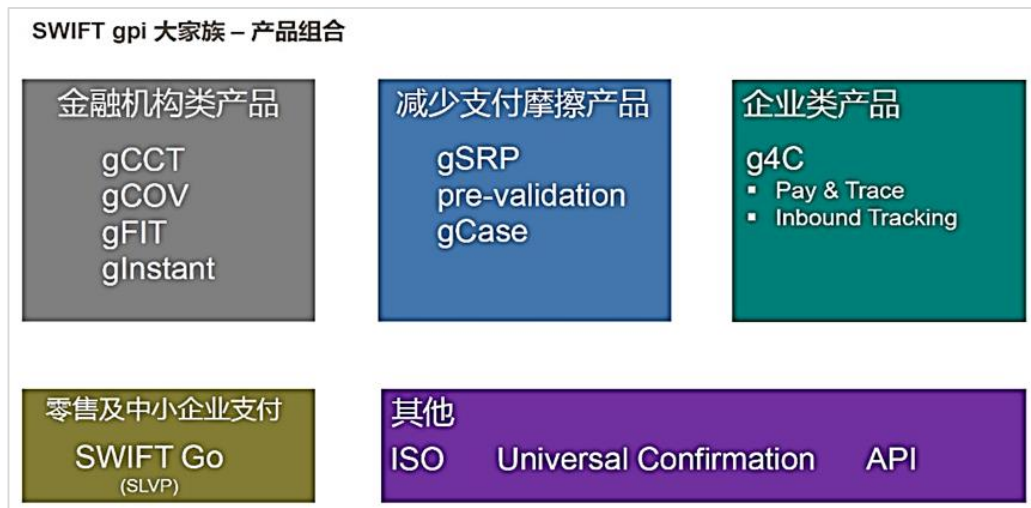 SWIFT gpi 大家族 – 产品组合
金融机构类产品
gCCT
gCOV
gFIT
gInstant
减少支付摩擦产品
gSRP
pre-validation
gCase
企业类产品
g4C
▪ Pay & Trace
▪ Inbound Tracking
零售及中小企业支付
SWIFT Go
(SLVP)
其他
ISO Universal Confirmation API